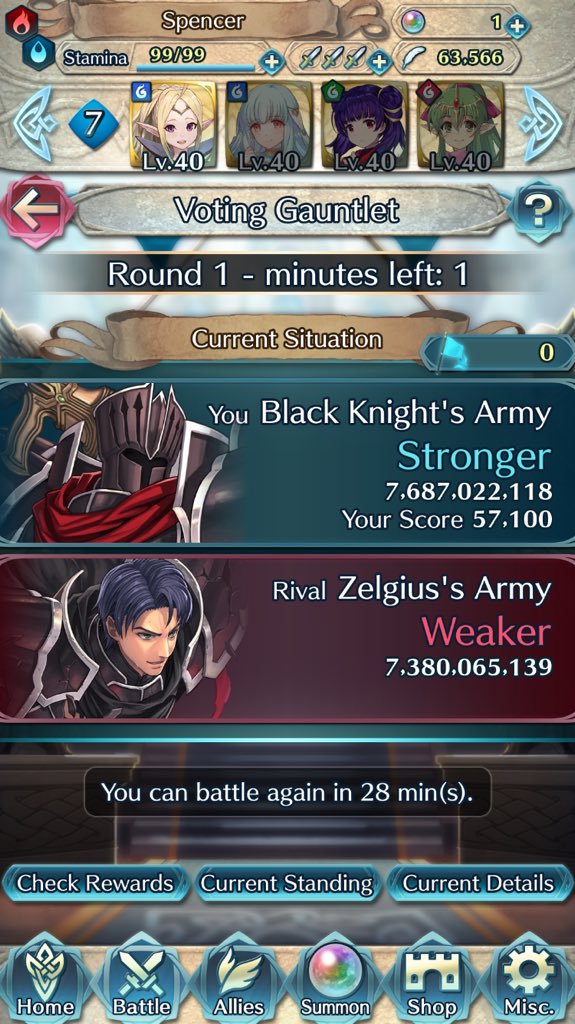 Spencer
1
Stamina 99/99
63,566
7
Lv.40 Lv.40 Lv.40 Lv.40
Voting Gauntlet
?
Round 1 - minutes left: 1
Current Situation
0
You Black Knight's Army
Stronger
7,687,022,118
Your Score 57,100
Rival Zelgius's Army
Weaker
7,380,065,139
You can battle again in 28 min(s).
Check Rewards Current Standing Current Details
Home Battle Allies Summon Shop Misc.